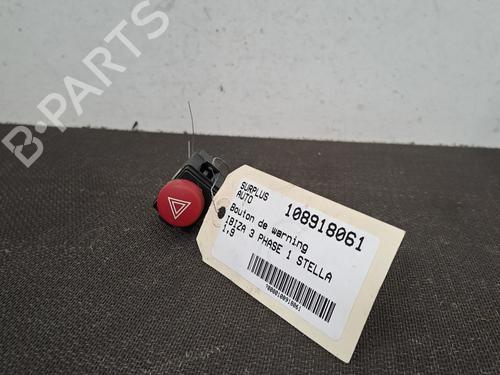 B-PARTS
SURPLUS
AUTO
108918061
Bouton de warning
IBIZA 3 PHASE 1 STELLA
1,9